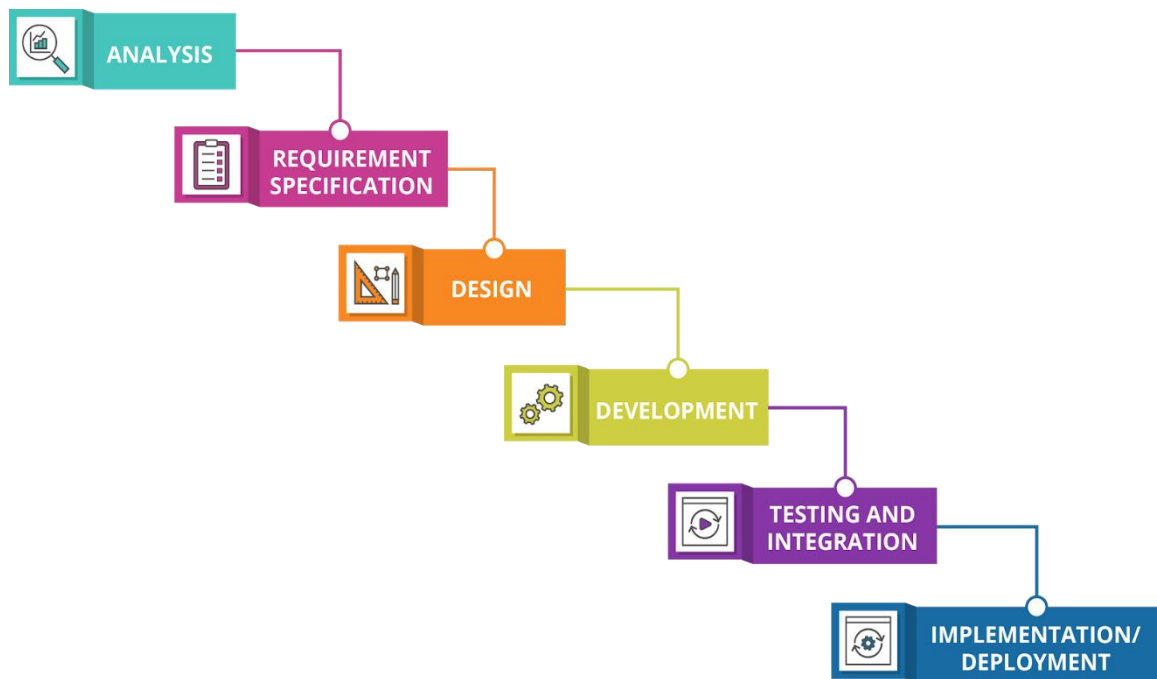 ANALYSIS
REQUIREMENT
SPECIFICATION
DESIGN
DEVELOPMENT
TESTING AND
INTEGRATION
IMPLEMENTATION/
DEPLOYMENT